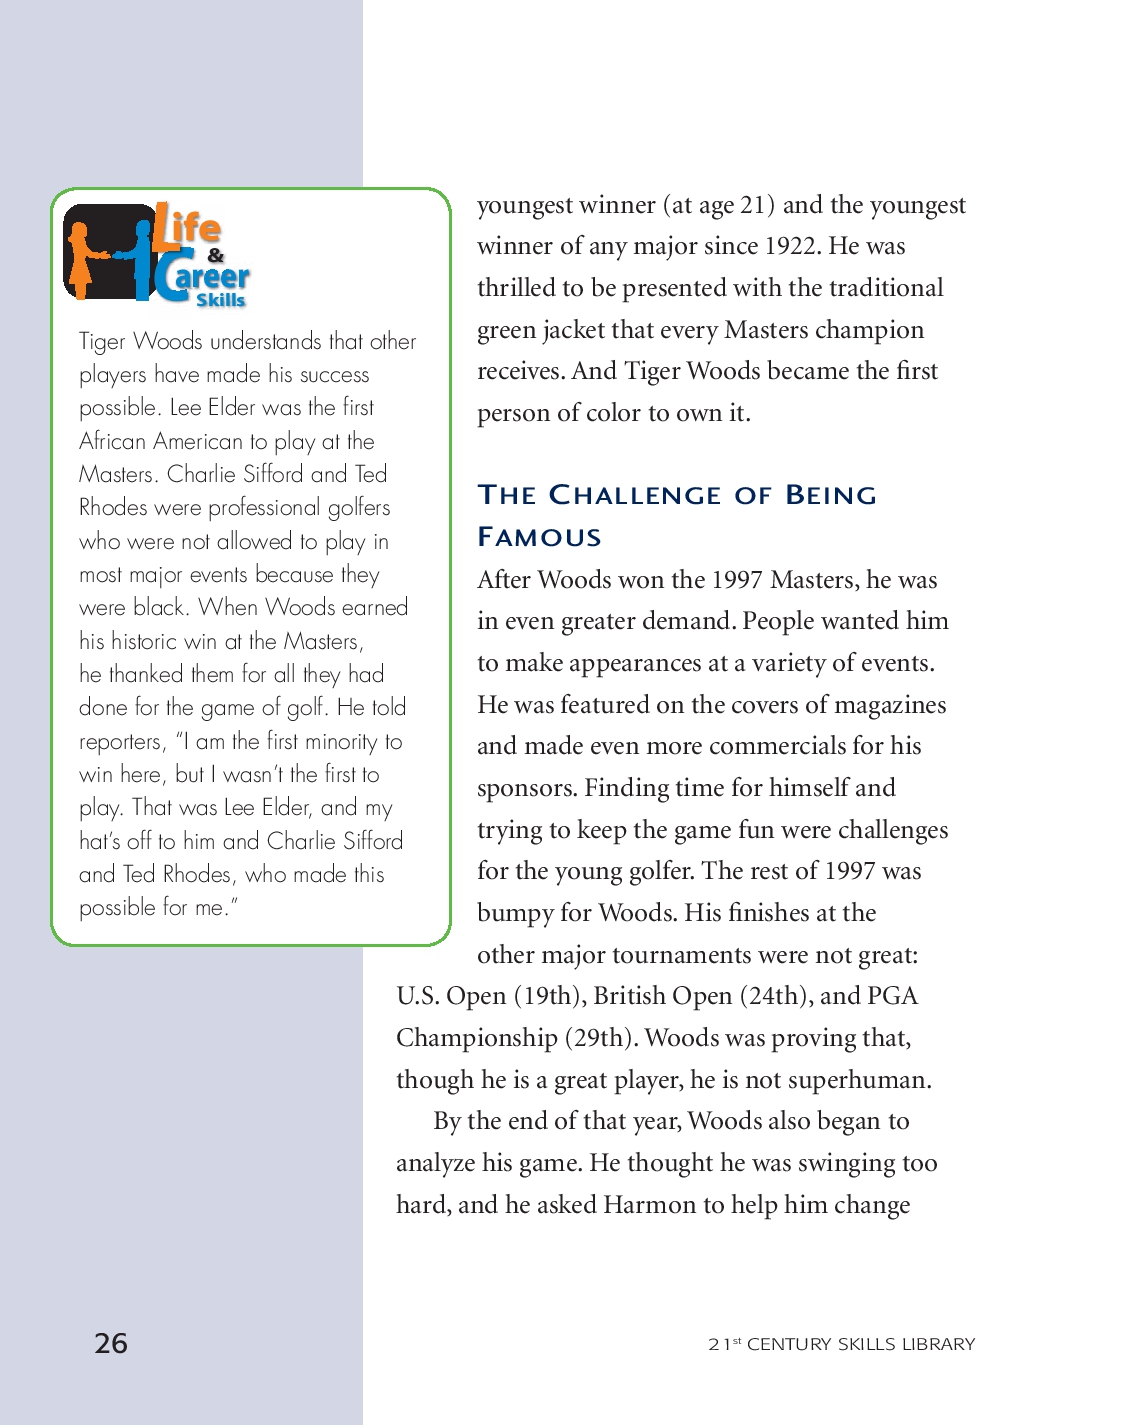 Life
&
Career
Skills
Tiger Woods understands that other
players have made his success
possible. Lee Elder was the first
African American to play at the
Masters. Charlie Sifford and Ted
Rhodes were professional golfers
who were not allowed to play in
most major events because they
were black. When Woods earned
his historic win at the Masters,
he thanked them for all they had
done for the game of golf. He told
reporters, “I am the first minority to
win here, but I wasn’t the first to
play. That was Lee Elder, and my
hat’s off to him and Charlie Sifford
and Ted Rhodes, who made this
possible for me.”
youngest winner (at age 21) and the youngest
winner of any major since 1922. He was
thrilled to be presented with the traditional
green jacket that every Masters champion
receives. And Tiger Woods became the first
person of color to own it.
THE CHALLENGE OF BEING
FAMOUS
After Woods won the 1997 Masters, he was
in even greater demand. People wanted him
to make appearances at a variety of events.
He was featured on the covers of magazines
and made even more commercials for his
sponsors. Finding time for himself and
trying to keep the game fun were challenges
for the young golfer. The rest of 1997 was
bumpy for Woods. His finishes at the
other major tournaments were not great:
U.S. Open (19th), British Open (24th), and PGA
Championship (29th). Woods was proving that,
though he is a great player, he is not superhuman.
By the end of that year, Woods also began to
analyze his game. He thought he was swinging too
hard, and he asked Harmon to help him change
26
21st CENTURY SKILLS LIBRARY